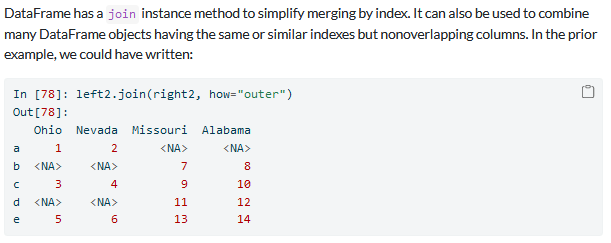 DataFrame has a join instance method to simplify merging by index. It can also be used to combine
many DataFrame objects having the same or similar indexes but nonoverlapping columns. In the prior
example, we could have written:
In [78]: left2.join(right2, how="outer")
Out[78]:
   Ohio  Nevada  Missouri  Alabama
a     1       2      <NA>     <NA>
b  <NA>    <NA>         7        8
c     3       4         9       10
d  <NA>    <NA>        11       12
e     5       6        13       14